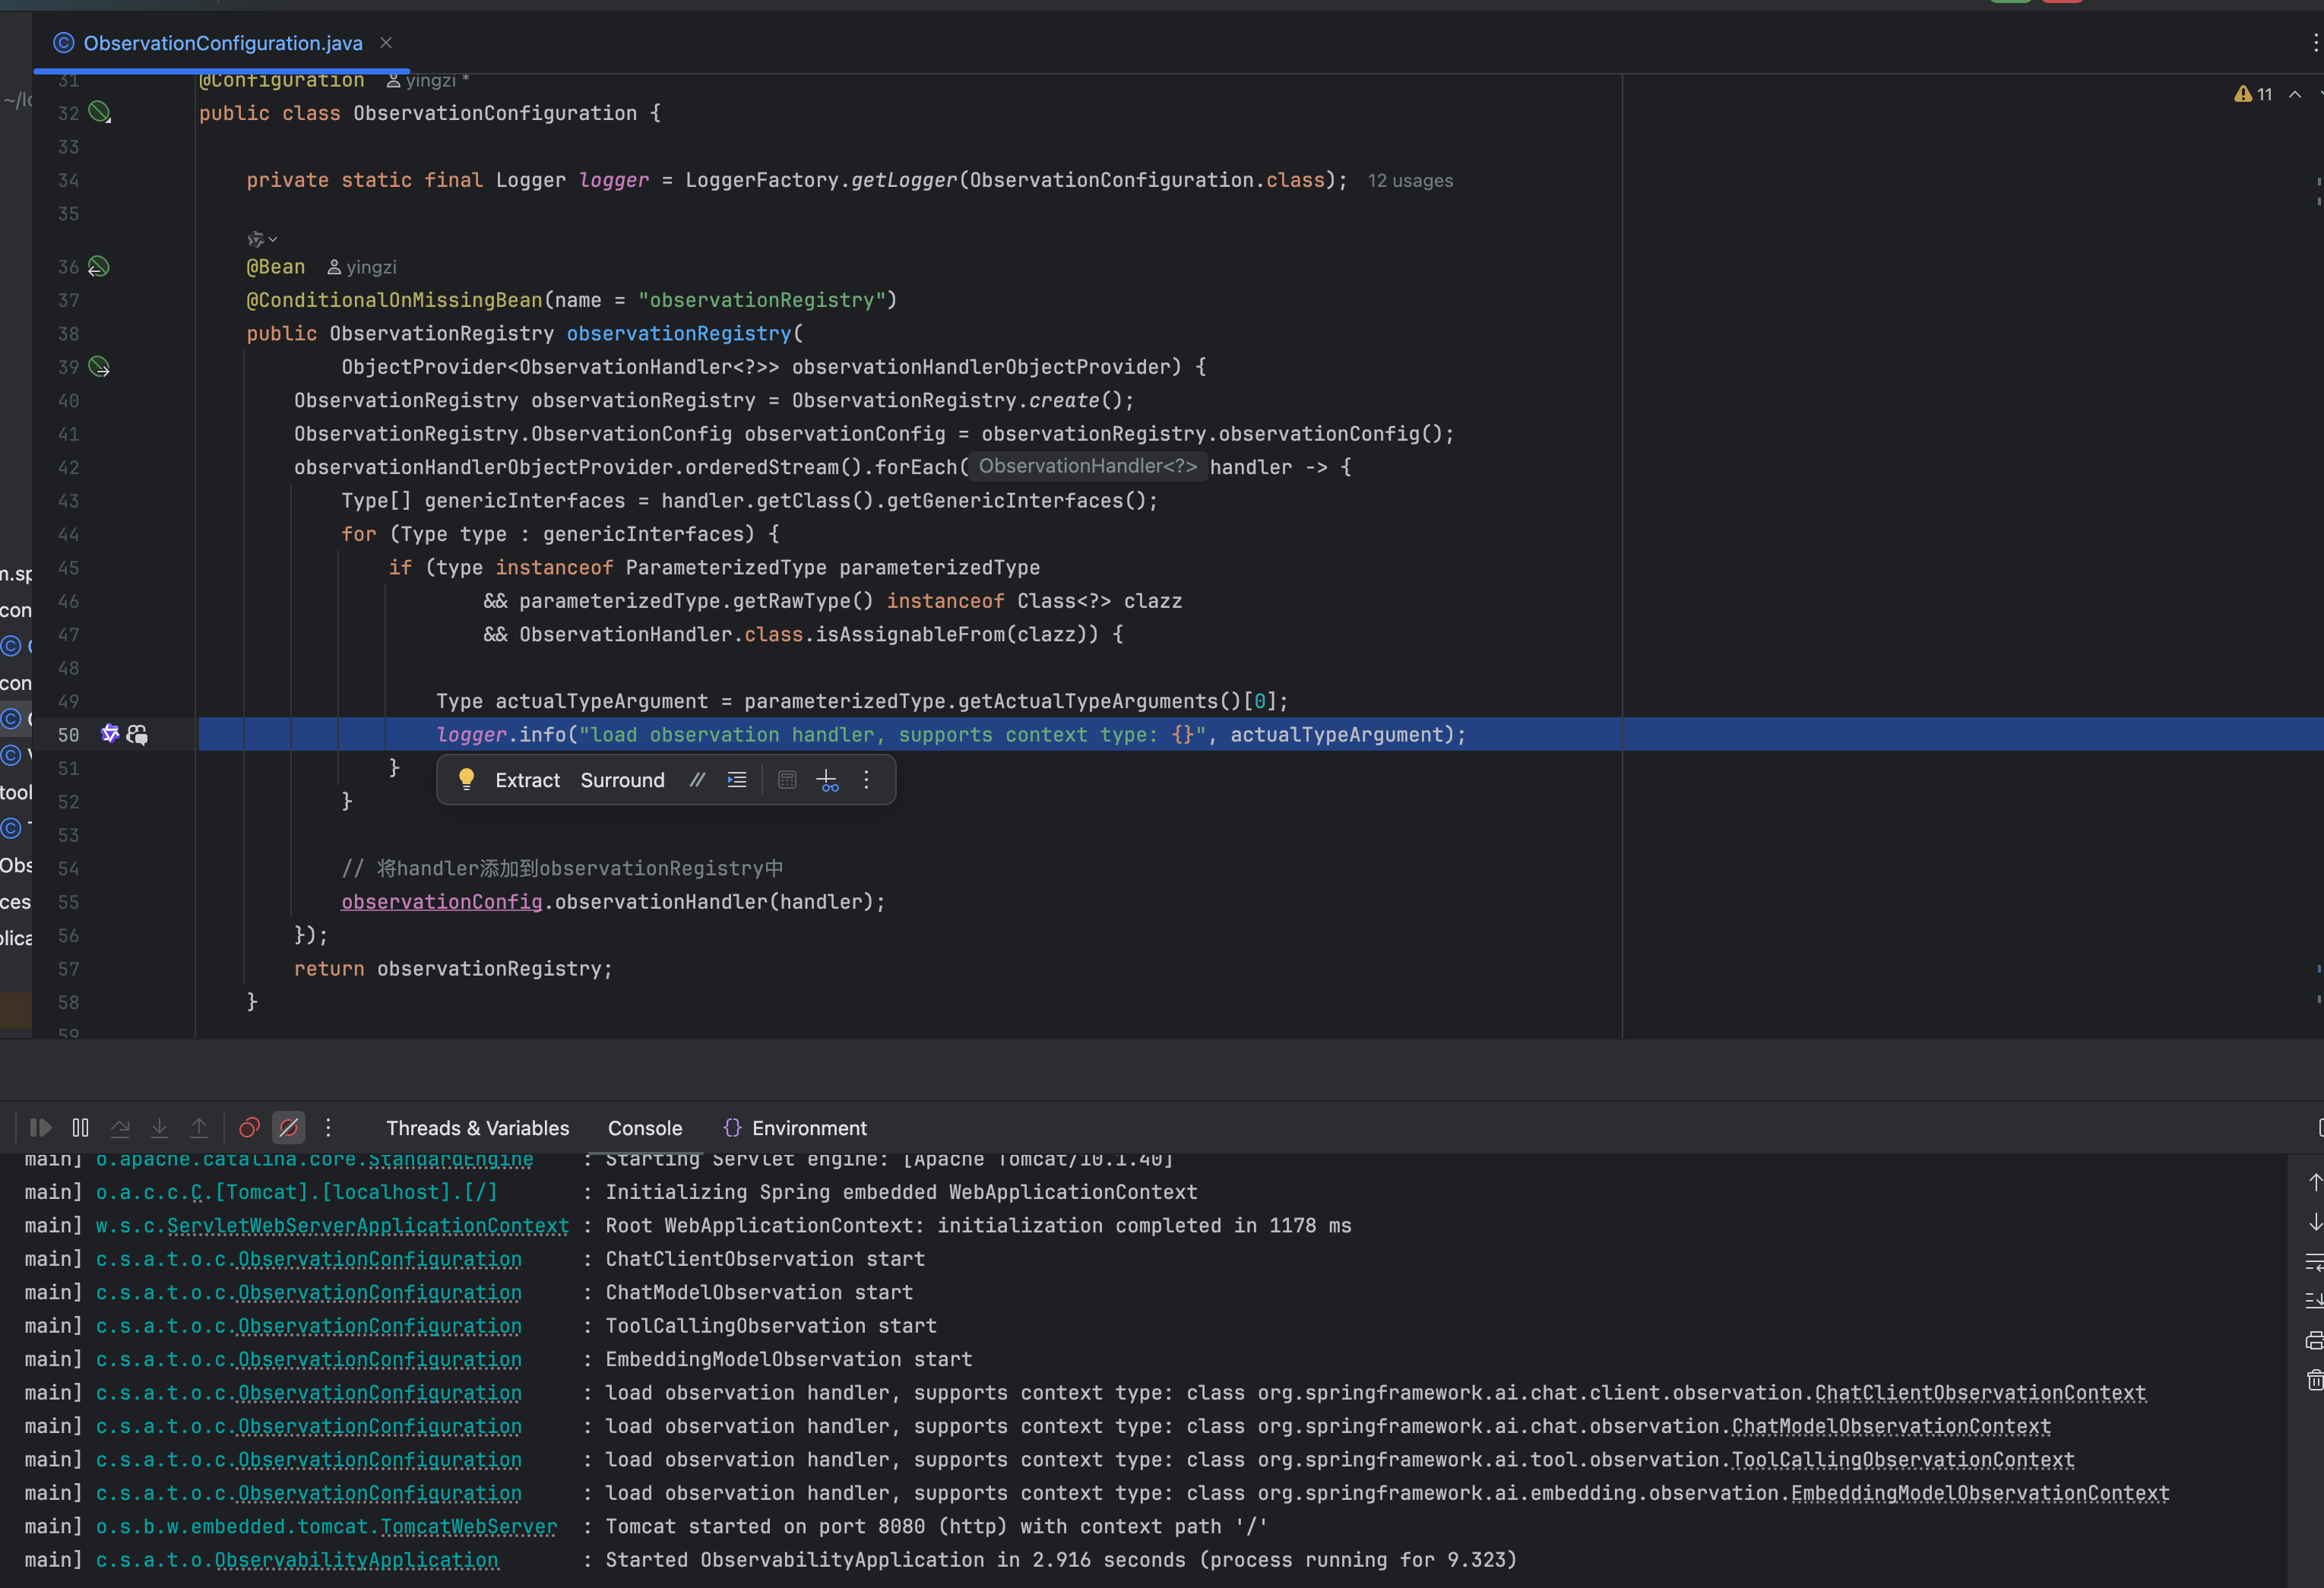 ObservationConfiguration.java
31 @Configuration yingzi *
~/l
32 public class ObservationConfiguration {
11
33
34 private static final Logger logger = LoggerFactory.getLogger(ObservationConfiguration.class); 12 usages
35
36 @Bean yingzi
37 @ConditionalOnMissingBean(name = "observationRegistry")
38 public ObservationRegistry observationRegistry(
39 ObjectProvider<ObservationHandler<?>> observationHandlerObjectProvider) {
40 ObservationRegistry observationRegistry = ObservationRegistry.create();
41 ObservationRegistry.ObservationConfig observationConfig = observationRegistry.observationConfig();
42 observationHandlerObjectProvider.orderedStream().forEach( ObservationHandler<?> handler -> {
43 Type[] genericInterfaces = handler.getClass().getGenericInterfaces();
44 for (Type type : genericInterfaces) {
45 if (type instanceof ParameterizedType parameterizedType
46 && parameterizedType.getRawType() instanceof Class<?> clazz
47 && ObservationHandler.class.isAssignableFrom(clazz)) {
48
49 Type actualTypeArgument = parameterizedType.getActualTypeArguments()[0];
50 logger.info("load observation handler, supports context type: {}", actualTypeArgument);
51 }
Extract Surround //
52 }
53
54 // 将handler添加到observationRegistry中
55 observationConfig.observationHandler(handler);
56 });
57 return observationRegistry;
58 }
59
m.sp
con
con
tool
Obs
ces
plica
Threads & Variables Console {} Environment
main] o.apache.catalina.core.StandardEngine : Starting Servlet engine: [Apache Tomcat/10.1.40]
main] o.a.c.c.C.[Tomcat].[localhost].[/] : Initializing Spring embedded WebApplicationContext
main] w.s.c.ServletWebServerApplicationContext : Root WebApplicationContext: initialization completed in 1178 ms
main] c.s.a.t.o.c.ObservationConfiguration : ChatClientObservation start
main] c.s.a.t.o.c.ObservationConfiguration : ChatModelObservation start
main] c.s.a.t.o.c.ObservationConfiguration : ToolCallingObservation start
main] c.s.a.t.o.c.ObservationConfiguration : EmbeddingModelObservation start
main] c.s.a.t.o.c.ObservationConfiguration : load observation handler, supports context type: class org.springframework.ai.chat.client.observation.ChatClientObservationContext
main] c.s.a.t.o.c.ObservationConfiguration : load observation handler, supports context type: class org.springframework.ai.chat.observation.ChatModelObservationContext
main] c.s.a.t.o.c.ObservationConfiguration : load observation handler, supports context type: class org.springframework.ai.tool.observation.ToolCallingObservationContext
main] c.s.a.t.o.c.ObservationConfiguration : load observation handler, supports context type: class org.springframework.ai.embedding.observation.EmbeddingModelObservationContext
main] o.s.b.w.embedded.tomcat.TomcatWebServer : Tomcat started on port 8080 (http) with context path '/'
main] c.s.a.t.o.ObservabilityApplication : Started ObservabilityApplication in 2.916 seconds (process running for 9.323)